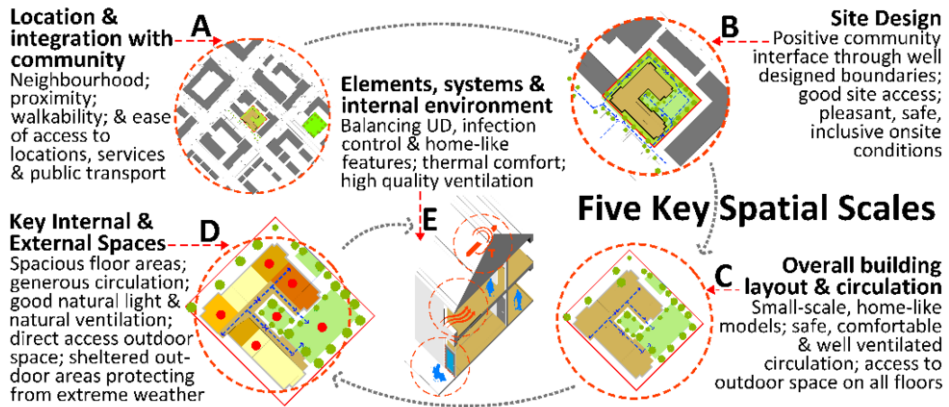 Location &
integration with
community
Neighbourhood;
proximity;
walkability; & ease
of access to
locations, services
& public transport
A
B
Site Design
Positive community
interface through well
designed boundaries;
good site access;
pleasant, safe,
inclusive onsite
conditions
Elements, systems &
internal environment
Balancing UD, infection
control & home-like
features; thermal comfort;
high quality ventilation
E
Five Key Spatial Scales
Key Internal &
External Spaces
Spacious floor areas;
generous circulation;
good natural light &
natural ventilation;
direct access outdoor
space; sheltered out-
door areas protecting
from extreme weather
D
C
Overall building
layout & circulation
Small-scale, home-like
models; safe, comfortable
& well ventilated
circulation; access to
outdoor space on all floors